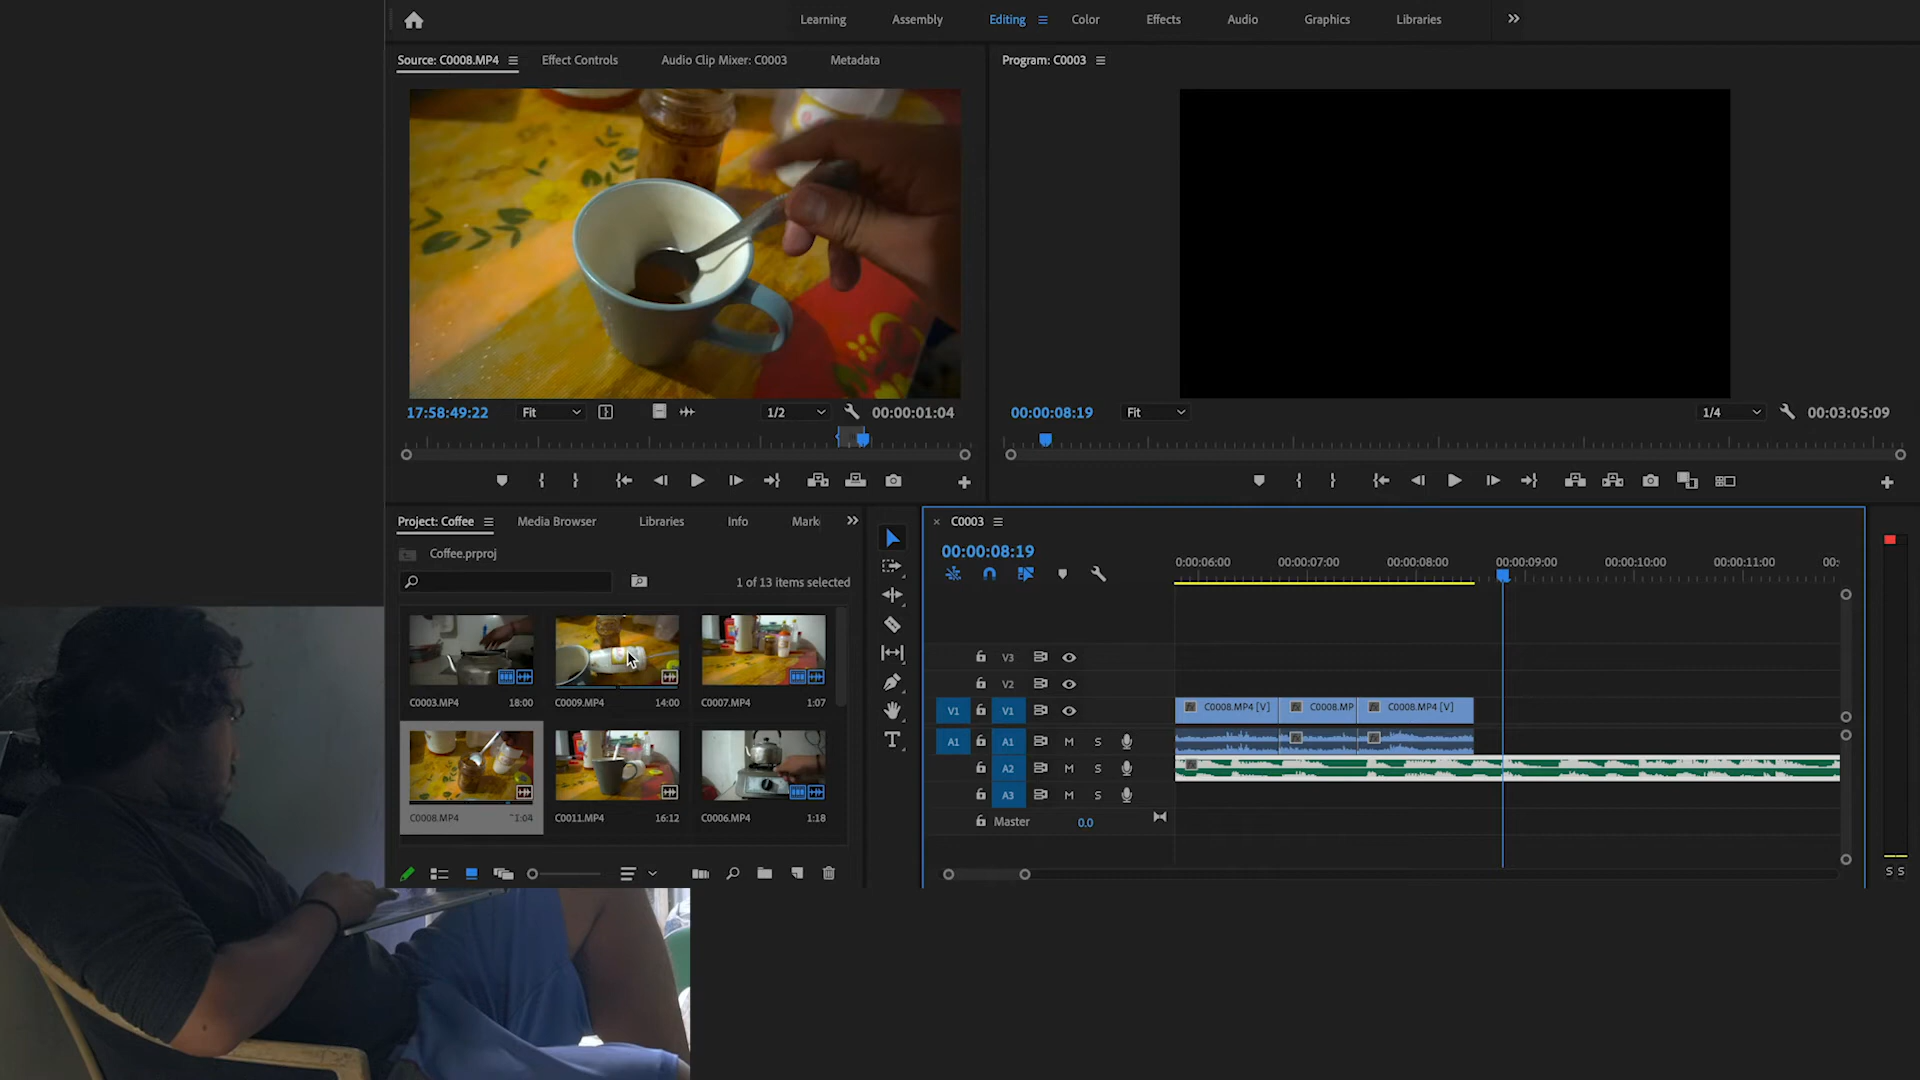 Learning Assembly Editing Color Effects Audio Graphics Libraries
Source: C0008.MP4 Effect Controls Audio Clip Mixer: C0003 Metadata
Program: C0003
17:58:49:22 Fit 1/2 00:00:01:04
00:00:08:19 Fit 1/4 00:03:05:09
Project: Coffee Media Browser Libraries Info Mark
Coffee.prproj
1 of 13 items selected
C0003.MP4 18:00
C0009.MP4 14:00
C0007.MP4 1:07
C0008.MP4 1:04
C0011.MP4 16:12
C0006.MP4 1:18
× C0003
00:00:08:19
00:00:06:00 00:00:07:00 00:00:08:00 00:00:09:00 00:00:10:00 00:00:11:00 00:
V3
V2
V1 V1 C0008.MP4 [V] C0008.MP C0008.MP4 [V]
A1 A1 M S
A2 M S
A3 M S
Master 0.0
S S